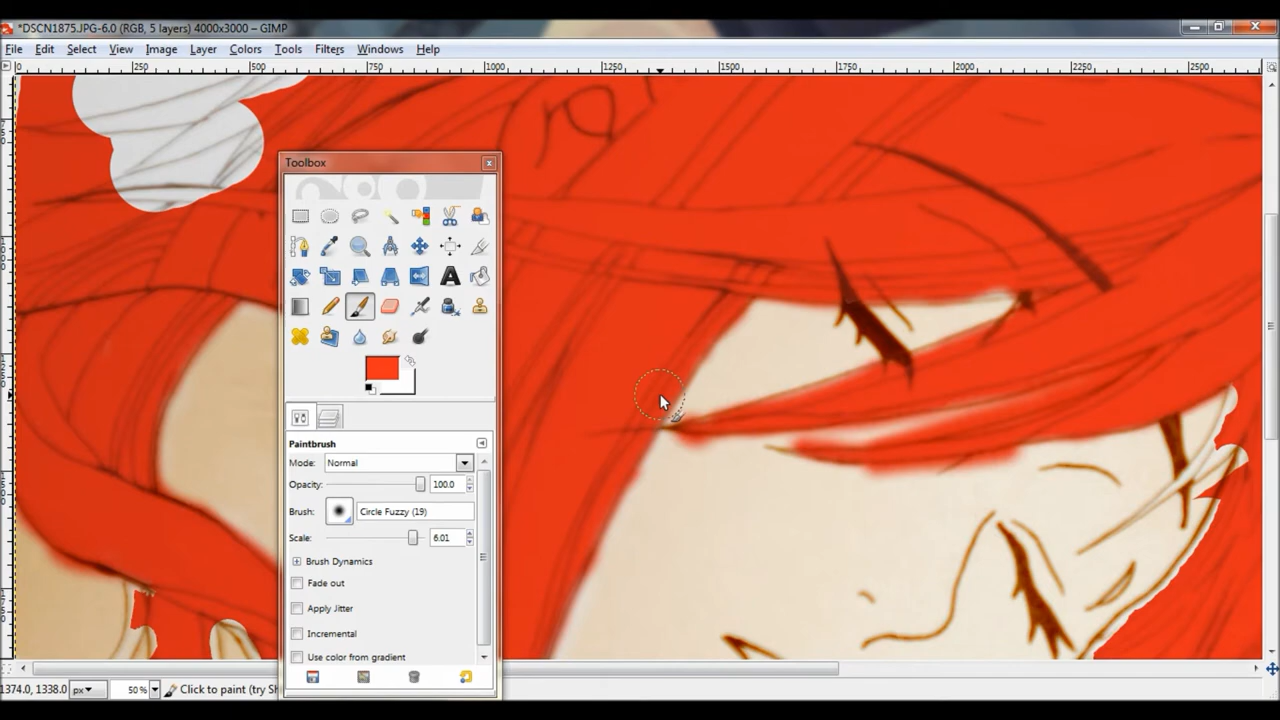 *DSCN1875.JPG-6.0 (RGB, 5 layers) 4000x3000 – GIMP
File Edit Select View Image Layer Colors Tools Filters Windows Help
0 250 500 750 1000 1250 1500 1750 2000 2250 2500
Toolbox
Paintbrush
Mode: Normal
Opacity: 100.0
Brush: Circle Fuzzy (19)
Scale: 6.01
Brush Dynamics
Fade out
Apply Jitter
Incremental
Use color from gradient
1374.0, 1338.0 px 50 % Click to paint (try Sh